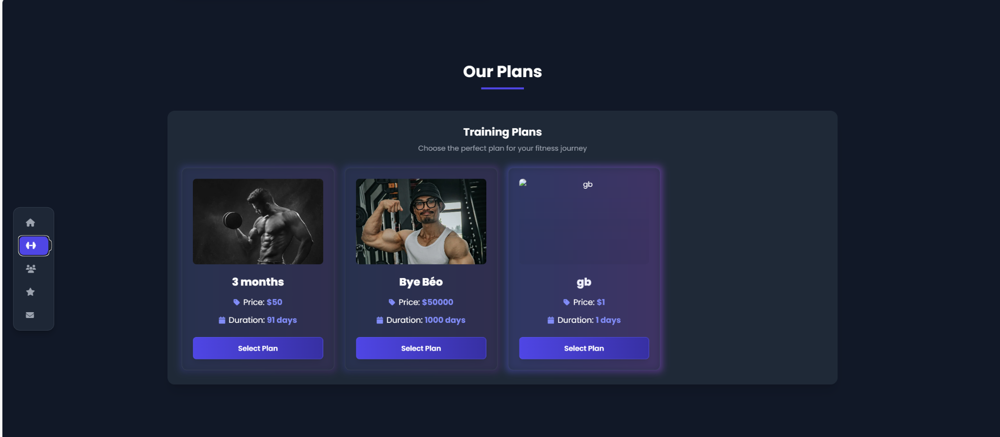 Our Plans
Training Plans
Choose the perfect plan for your fitness journey
gb
3 months
Price: $50
Duration: 91 days
Select Plan
Bye Béo
Price: $50000
Duration: 1000 days
Select Plan
gb
Price: $1
Duration: 1 days
Select Plan